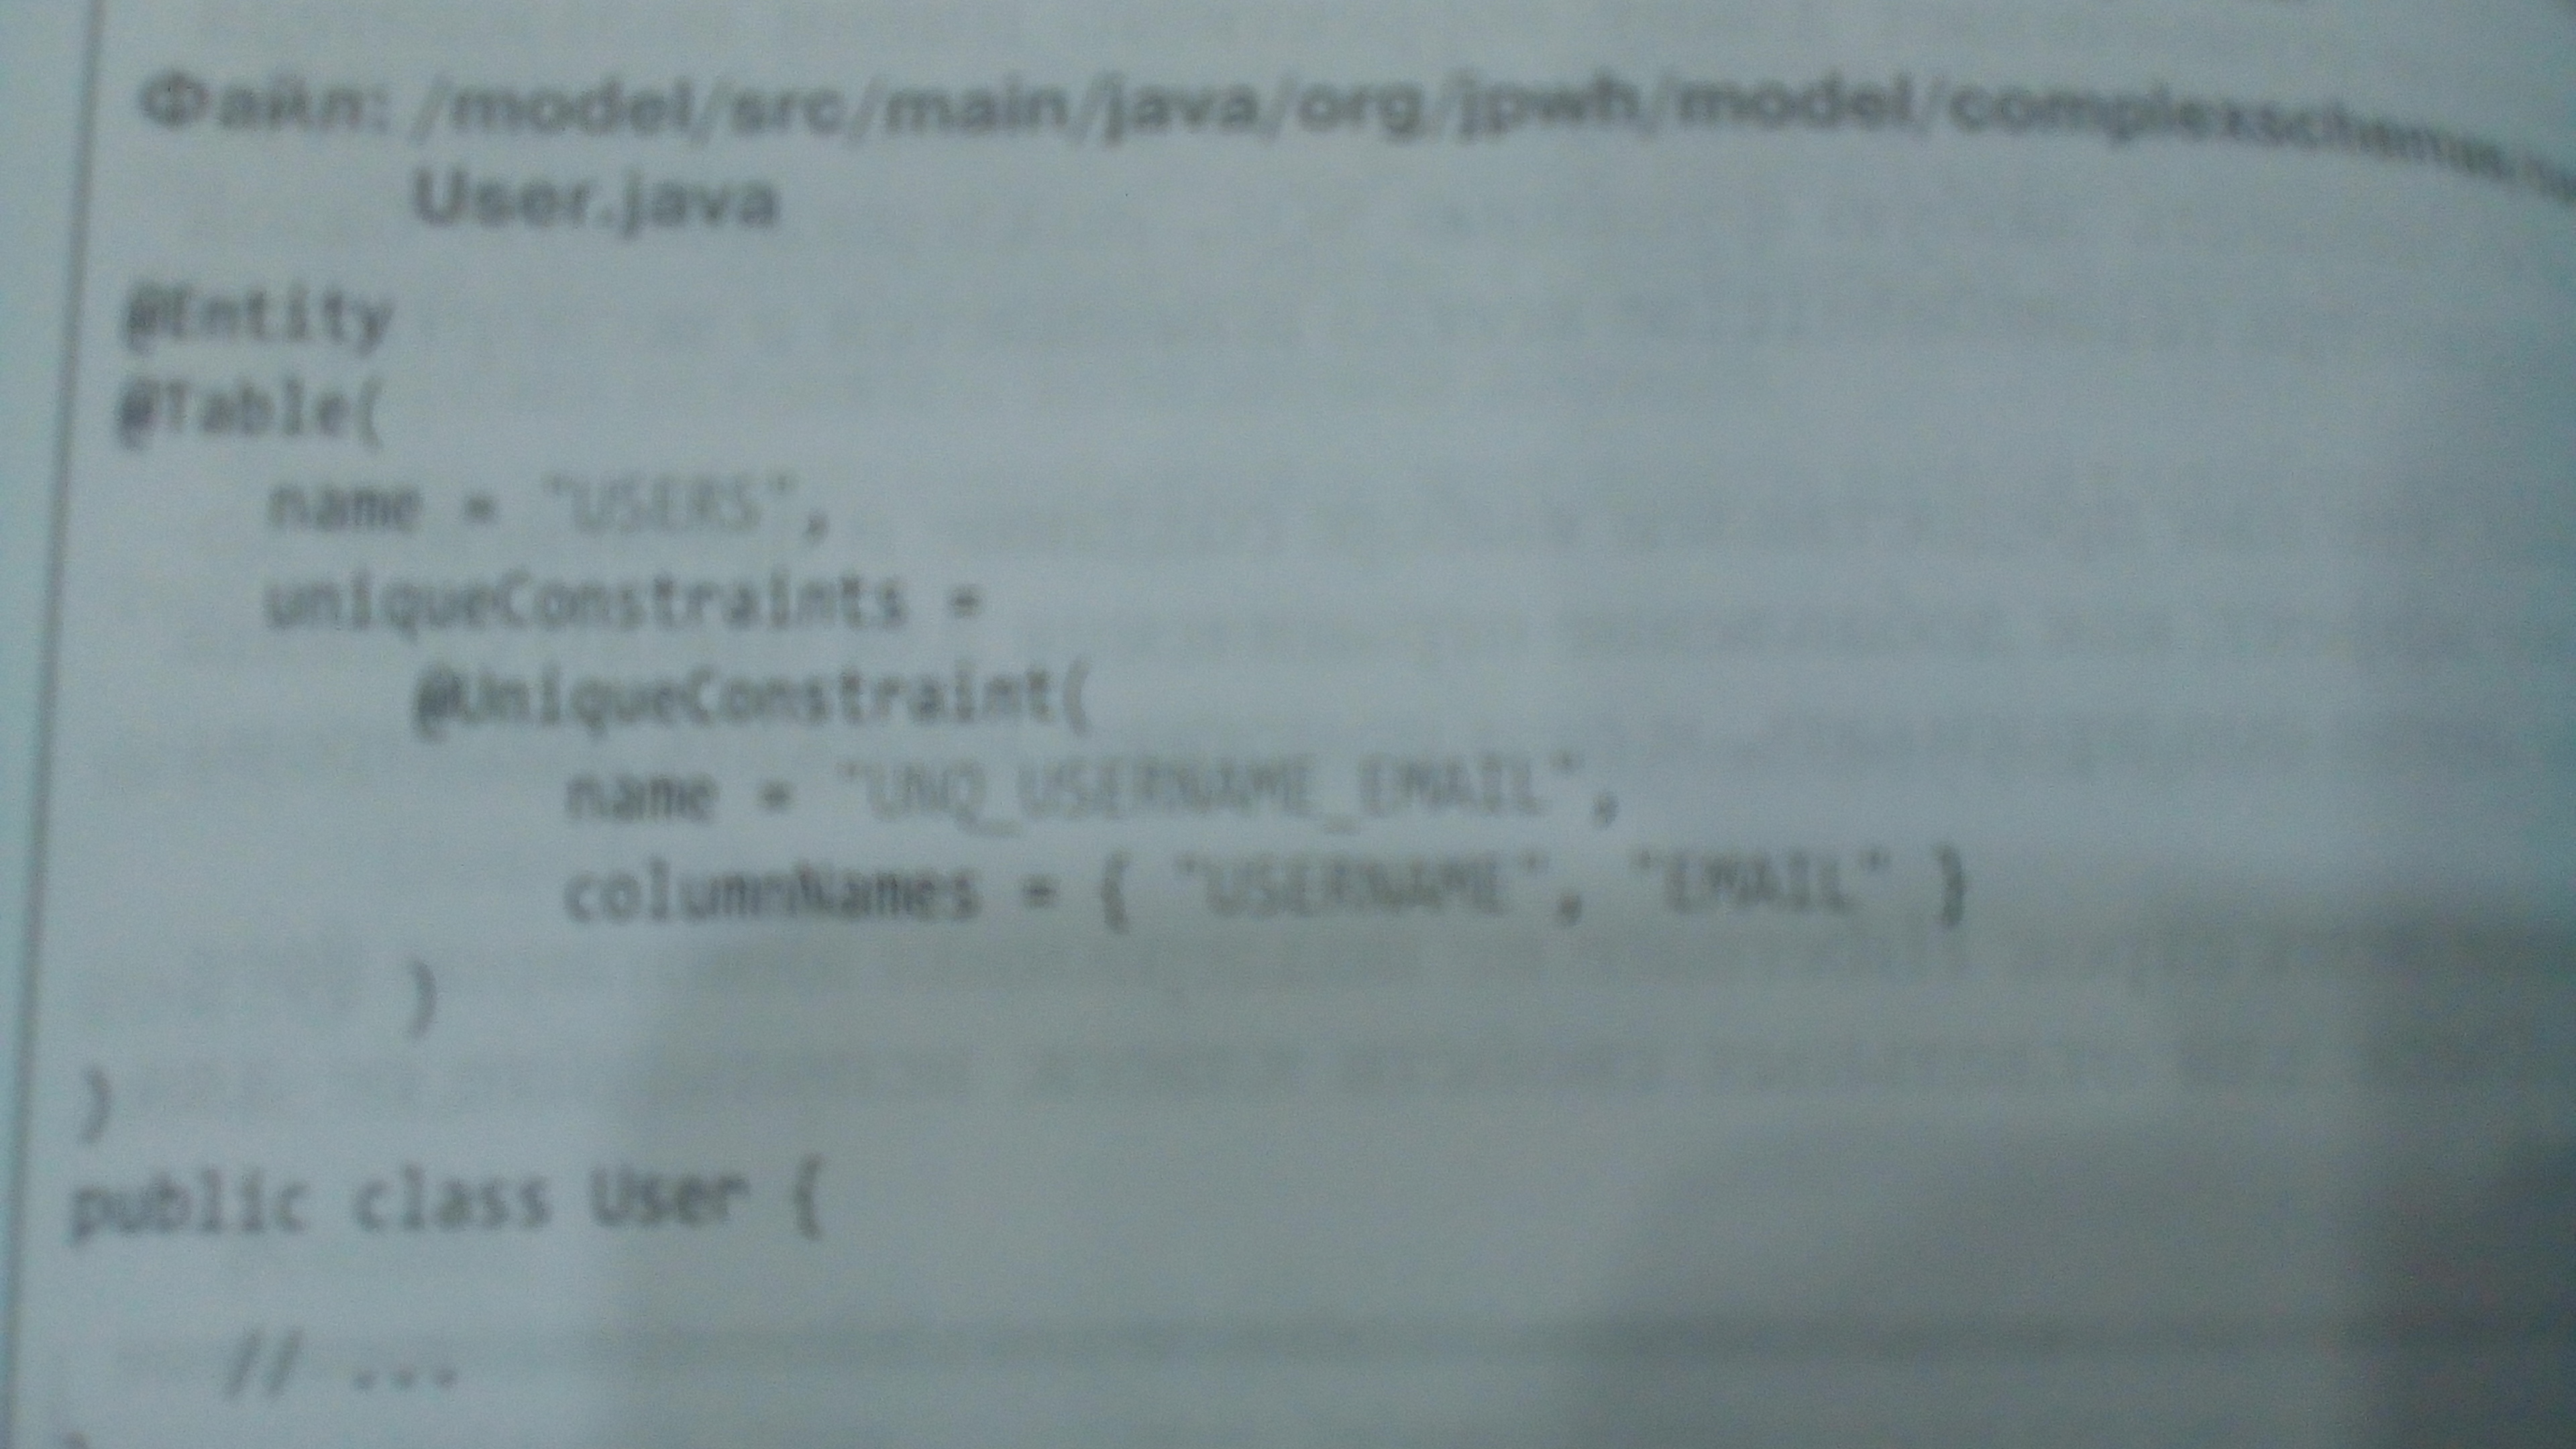 Файл: /model/src/main/java/org/jpwh/model/complexschemas/
User.java
@Entity
@Table(
name = "USERS",
uniqueConstraints =
@UniqueConstraint(
name = "UNQ_USERNAME_EMAIL",
columnNames = { "USERNAME", "EMAIL" }
)
)
public class User {
// ...